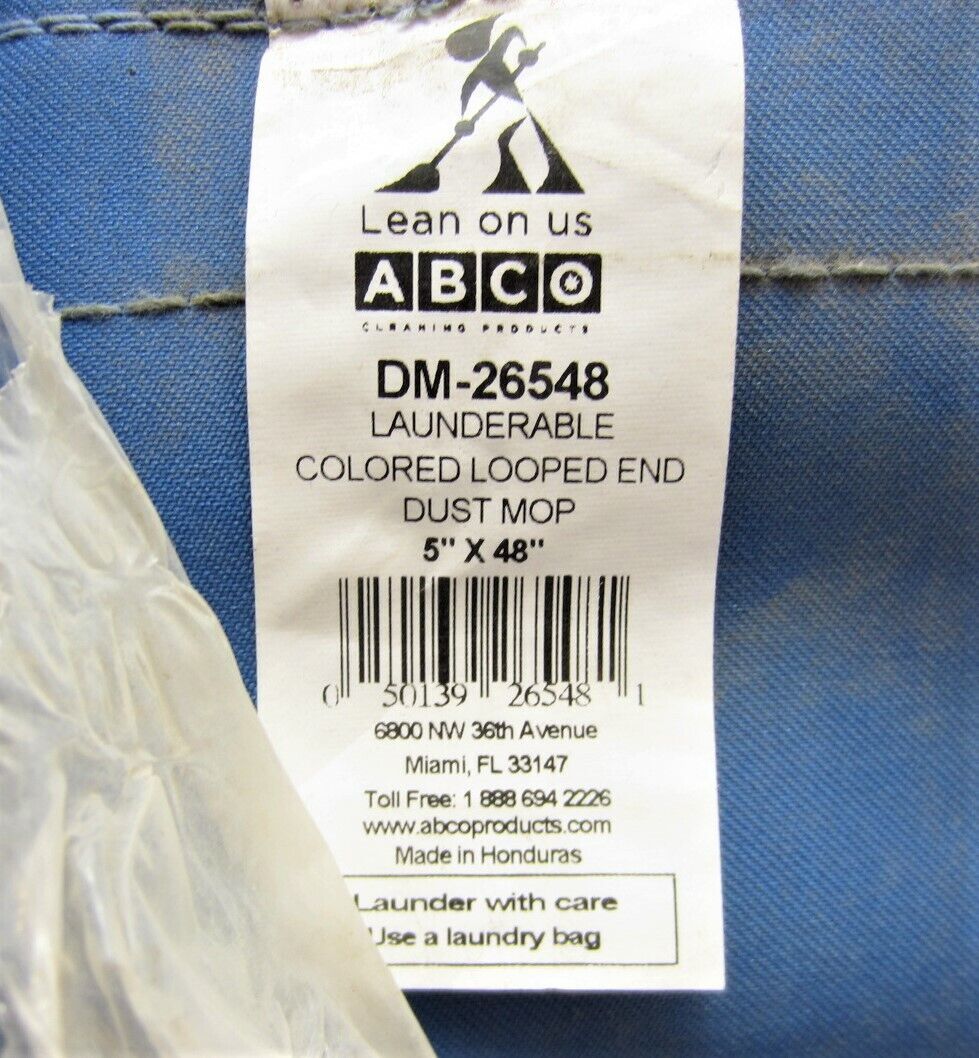 Lean on us
ABCO
CLEANING PRODUCTS
DM-26548
LAUNDERABLE
COLORED LOOPED END
DUST MOP
5" X 48"
0 50139 26548 1
6800 NW 36th Avenue
Miami, FL 33147
Toll Free: 1 888 694 2226
www.abcoproducts.com
Made in Honduras
Launder with care
Use a laundry bag